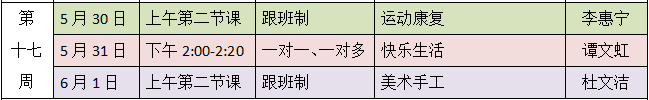 第十七周
5月30日 上午第二节课 跟班制 运动康复 李惠宁
5月31日 下午2:00-2:20 一对一、一对多 快乐生活 谭文虹
6月1日 上午第二节课 跟班制 美术手工 杜文洁